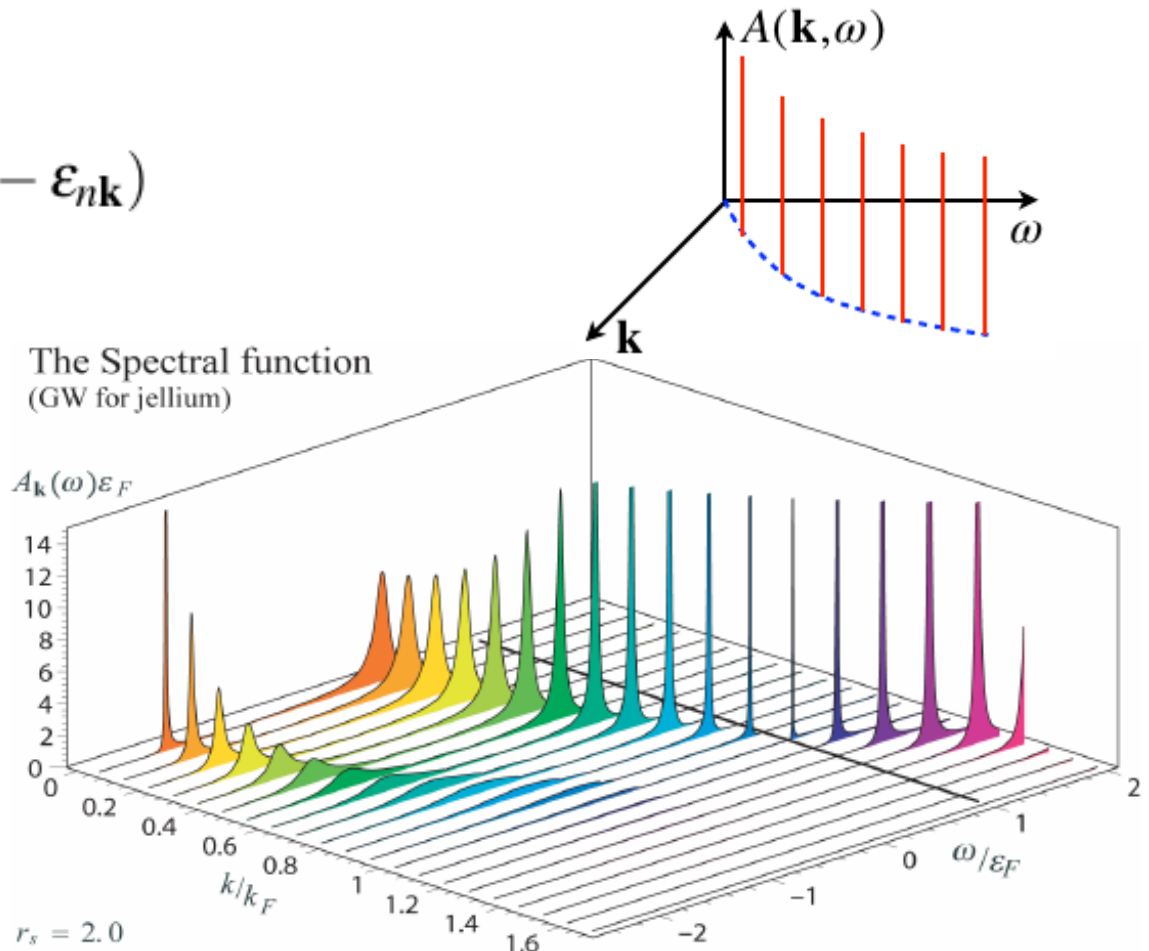 A(𝐤,ω)
− ε_{n𝐤})
ω
𝐤
The Spectral function
(GW for jellium)
A_𝐤(ω)ε_F
14
12
10
8
6
4
2
0
0
0.2
0.4
0.6
0.8
1
1.2
1.4
1.6
k/k_F
−2
−1
0
1
2
ω/ε_F
r_s = 2.0